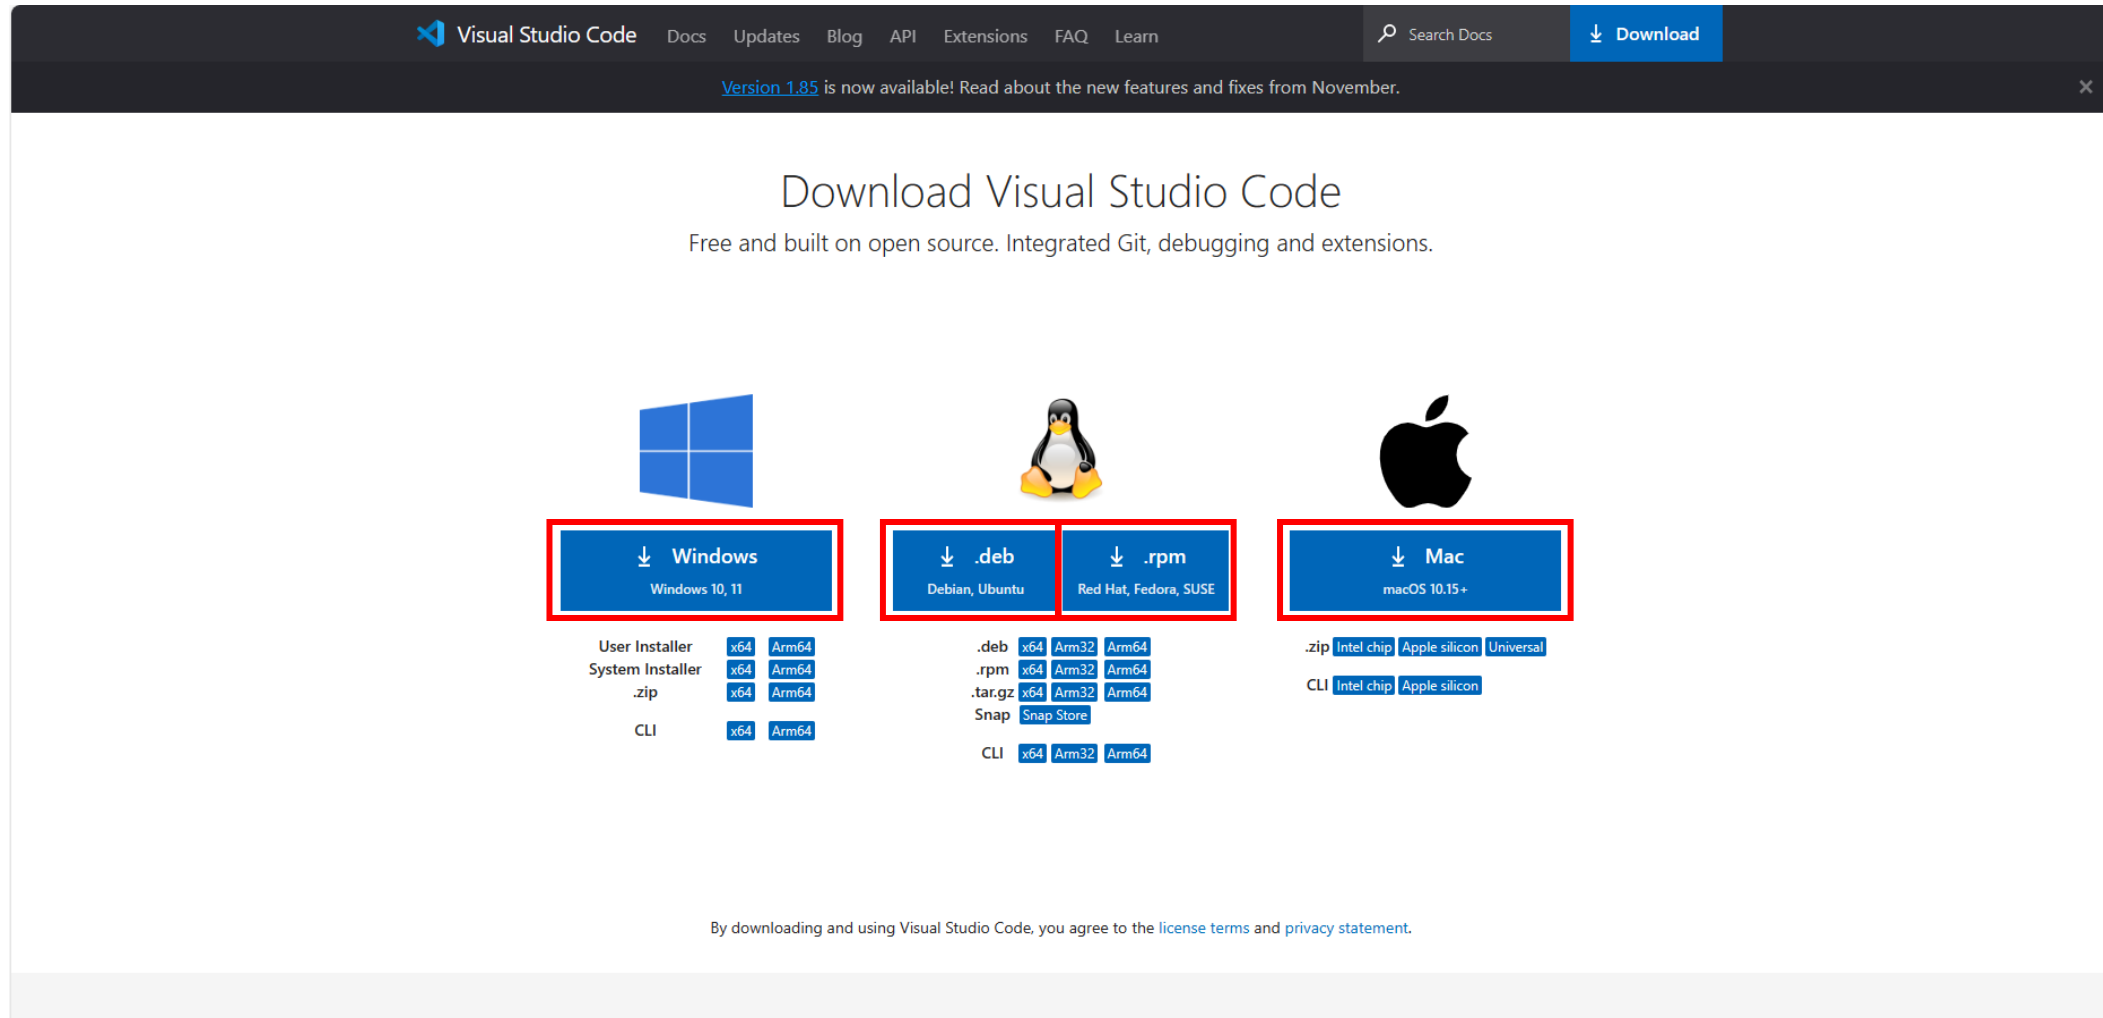 Visual Studio Code Docs Updates Blog API Extensions FAQ Learn Search Docs Download
Version 1.85 is now available! Read about the new features and fixes from November.
Download Visual Studio Code
Free and built on open source. Integrated Git, debugging and extensions.
Windows
Windows 10, 11
User Installer x64 Arm64
System Installer x64 Arm64
.zip x64 Arm64
CLI x64 Arm64
.deb
Debian, Ubuntu
.rpm
Red Hat, Fedora, SUSE
.deb x64 Arm32 Arm64
.rpm x64 Arm32 Arm64
.tar.gz x64 Arm32 Arm64
Snap Snap Store
CLI x64 Arm32 Arm64
Mac
macOS 10.15+
.zip Intel chip Apple silicon Universal
CLI Intel chip Apple silicon
By downloading and using Visual Studio Code, you agree to the license terms and privacy statement.